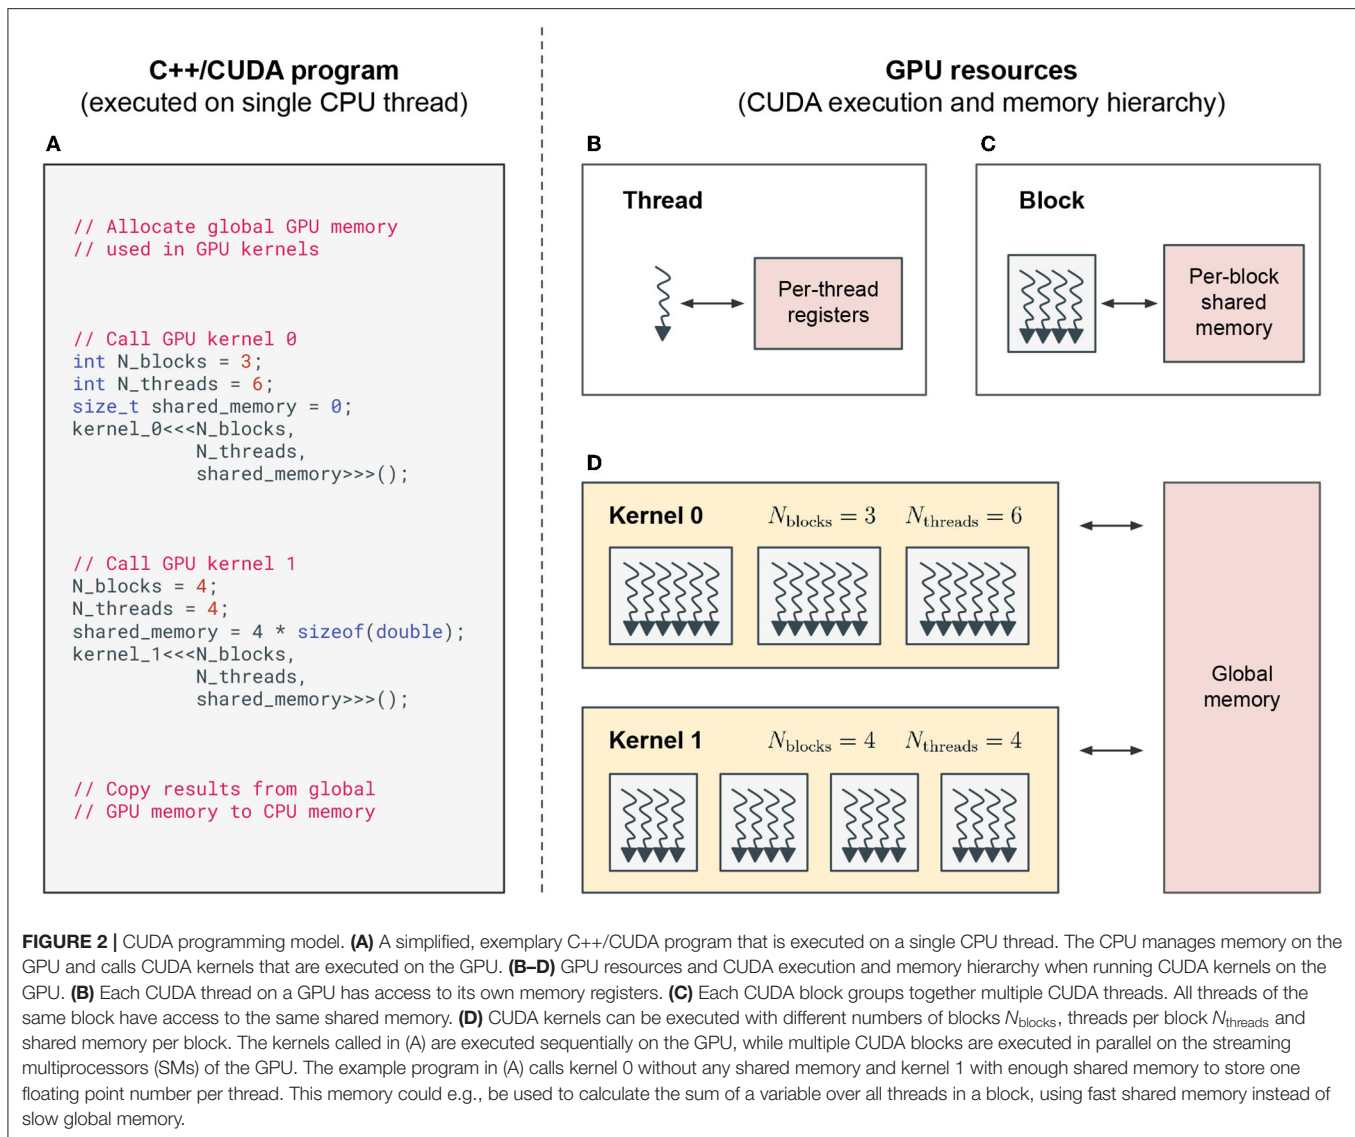 C++/CUDA program
(executed on single CPU thread)
A
// Allocate global GPU memory
// used in GPU kernels
// Call GPU kernel 0
int N_blocks = 3;
int N_threads = 6;
size_t shared_memory = 0;
kernel_0<<<N_blocks,
N_threads,
shared_memory>>>();
// Call GPU kernel 1
N_blocks = 4;
N_threads = 4;
shared_memory = 4 * sizeof(double);
kernel_1<<<N_blocks,
N_threads,
shared_memory>>>();
// Copy results from global
// GPU memory to CPU memory
GPU resources
(CUDA execution and memory hierarchy)
B
Thread
Per-thread
registers
C
Block
Per-block
shared
memory
D
Kernel 0 N_blocks = 3 N_threads = 6
Kernel 1 N_blocks = 4 N_threads = 4
Global
memory
FIGURE 2 | CUDA programming model. (A) A simplified, exemplary C++/CUDA program that is executed on a single CPU thread. The CPU manages memory on the
GPU and calls CUDA kernels that are executed on the GPU. (B–D) GPU resources and CUDA execution and memory hierarchy when running CUDA kernels on the
GPU. (B) Each CUDA thread on a GPU has access to its own memory registers. (C) Each CUDA block groups together multiple CUDA threads. All threads of the
same block have access to the same shared memory. (D) CUDA kernels can be executed with different numbers of blocks N_blocks, threads per block N_threads and
shared memory per block. The kernels called in (A) are executed sequentially on the GPU, while multiple CUDA blocks are executed in parallel on the streaming
multiprocessors (SMs) of the GPU. The example program in (A) calls kernel 0 without any shared memory and kernel 1 with enough shared memory to store one
floating point number per thread. This memory could e.g., be used to calculate the sum of a variable over all threads in a block, using fast shared memory instead of
slow global memory.